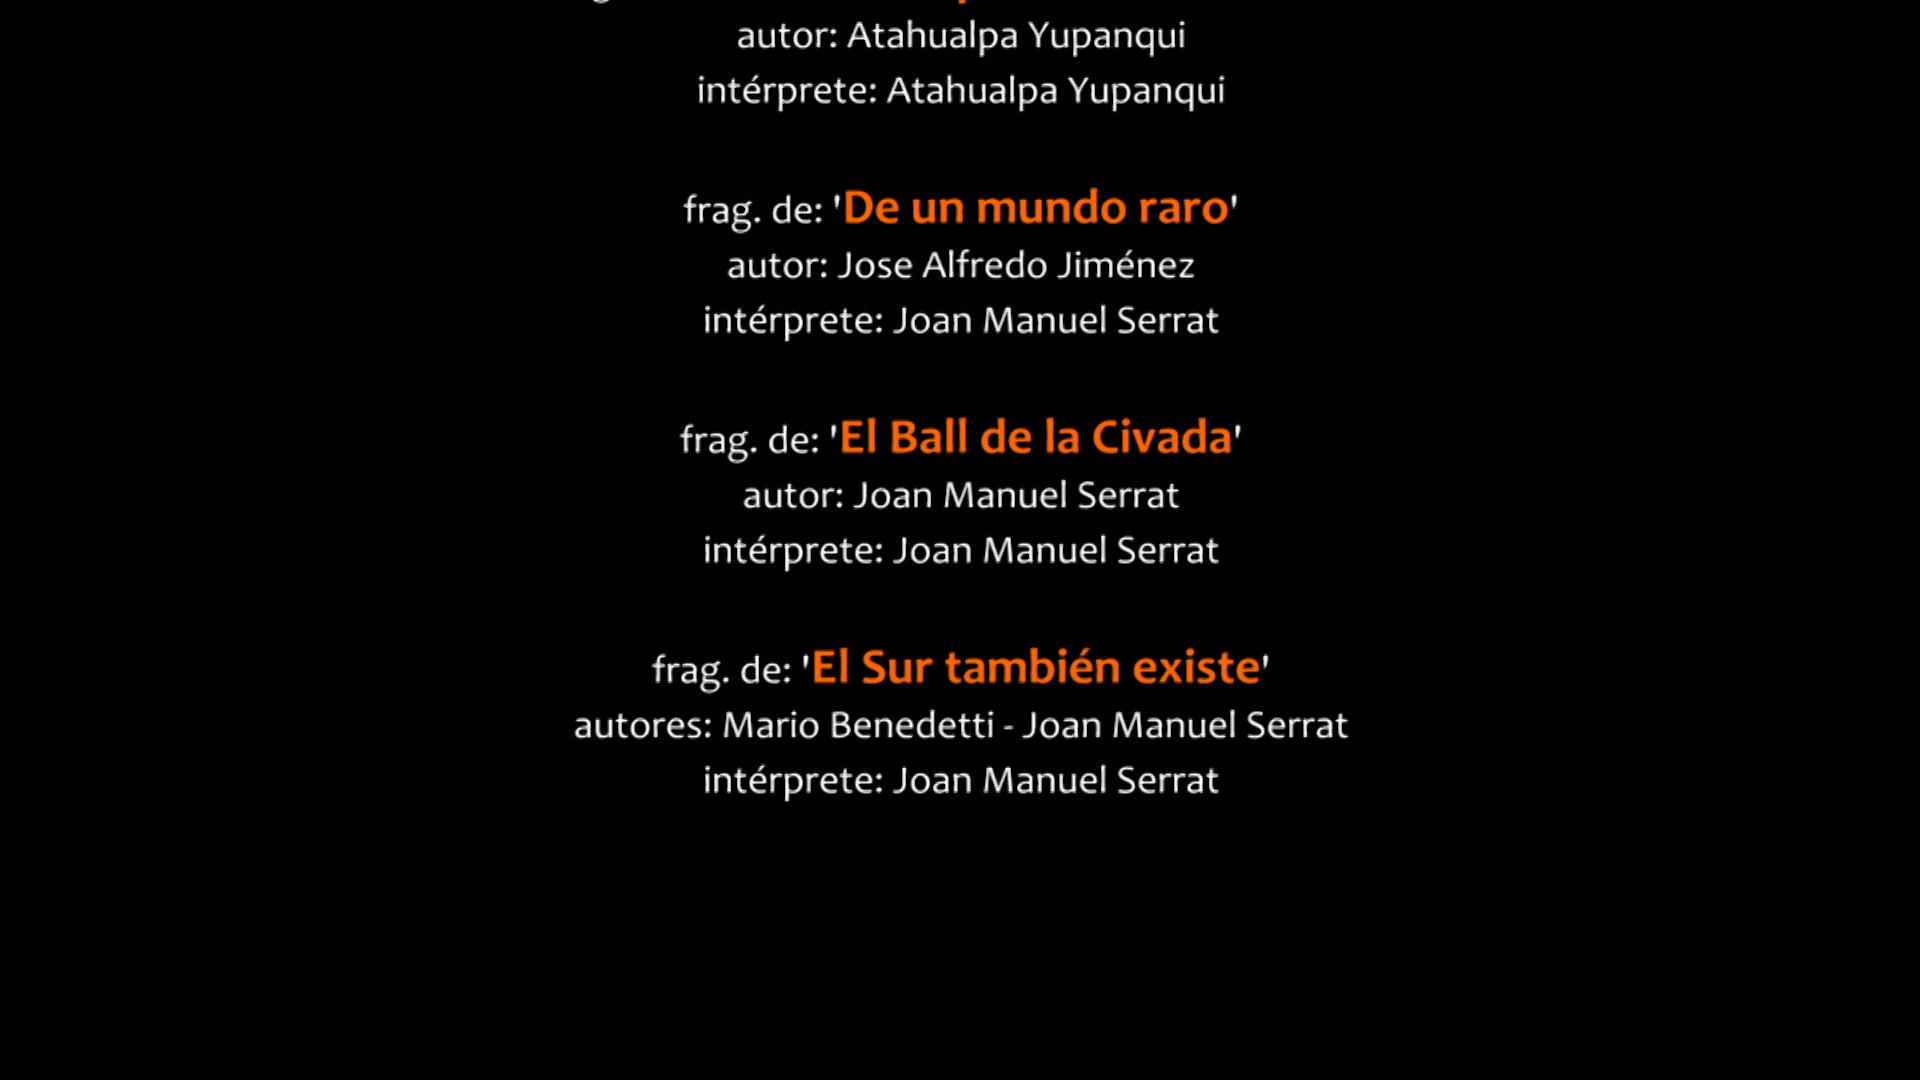 autor: Atahualpa Yupanqui
intérprete: Atahualpa Yupanqui
frag. de: 'De un mundo raro'
autor: Jose Alfredo Jiménez
intérprete: Joan Manuel Serrat
frag. de: 'El Ball de la Civada'
autor: Joan Manuel Serrat
intérprete: Joan Manuel Serrat
frag. de: 'El Sur también existe'
autores: Mario Benedetti - Joan Manuel Serrat
intérprete: Joan Manuel Serrat